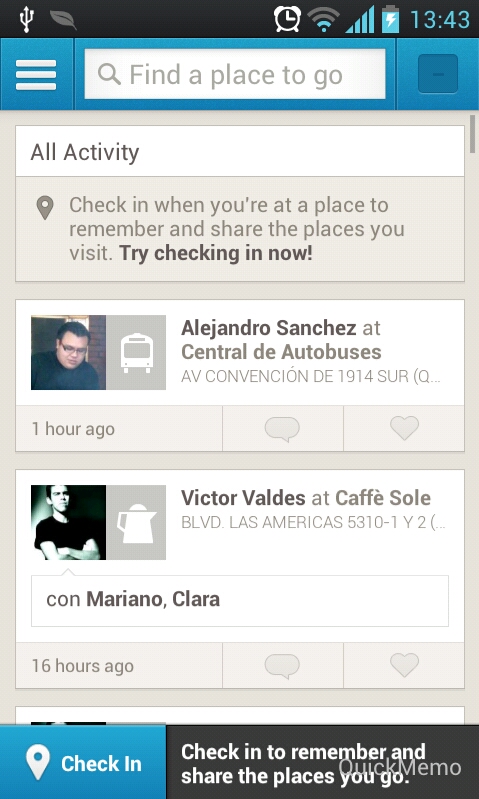 13:43
Find a place to go
All Activity
Check in when you're at a place to
remember and share the places you
visit. Try checking in now!
Alejandro Sanchez at
Central de Autobuses
AV CONVENCIÓN DE 1914 SUR (Q...
1 hour ago
Victor Valdes at Caffè Sole
BLVD. LAS AMERICAS 5310-1 Y 2 (...
con Mariano, Clara
16 hours ago
Check In
Check in to remember and
share the places you go.
QuickMemo